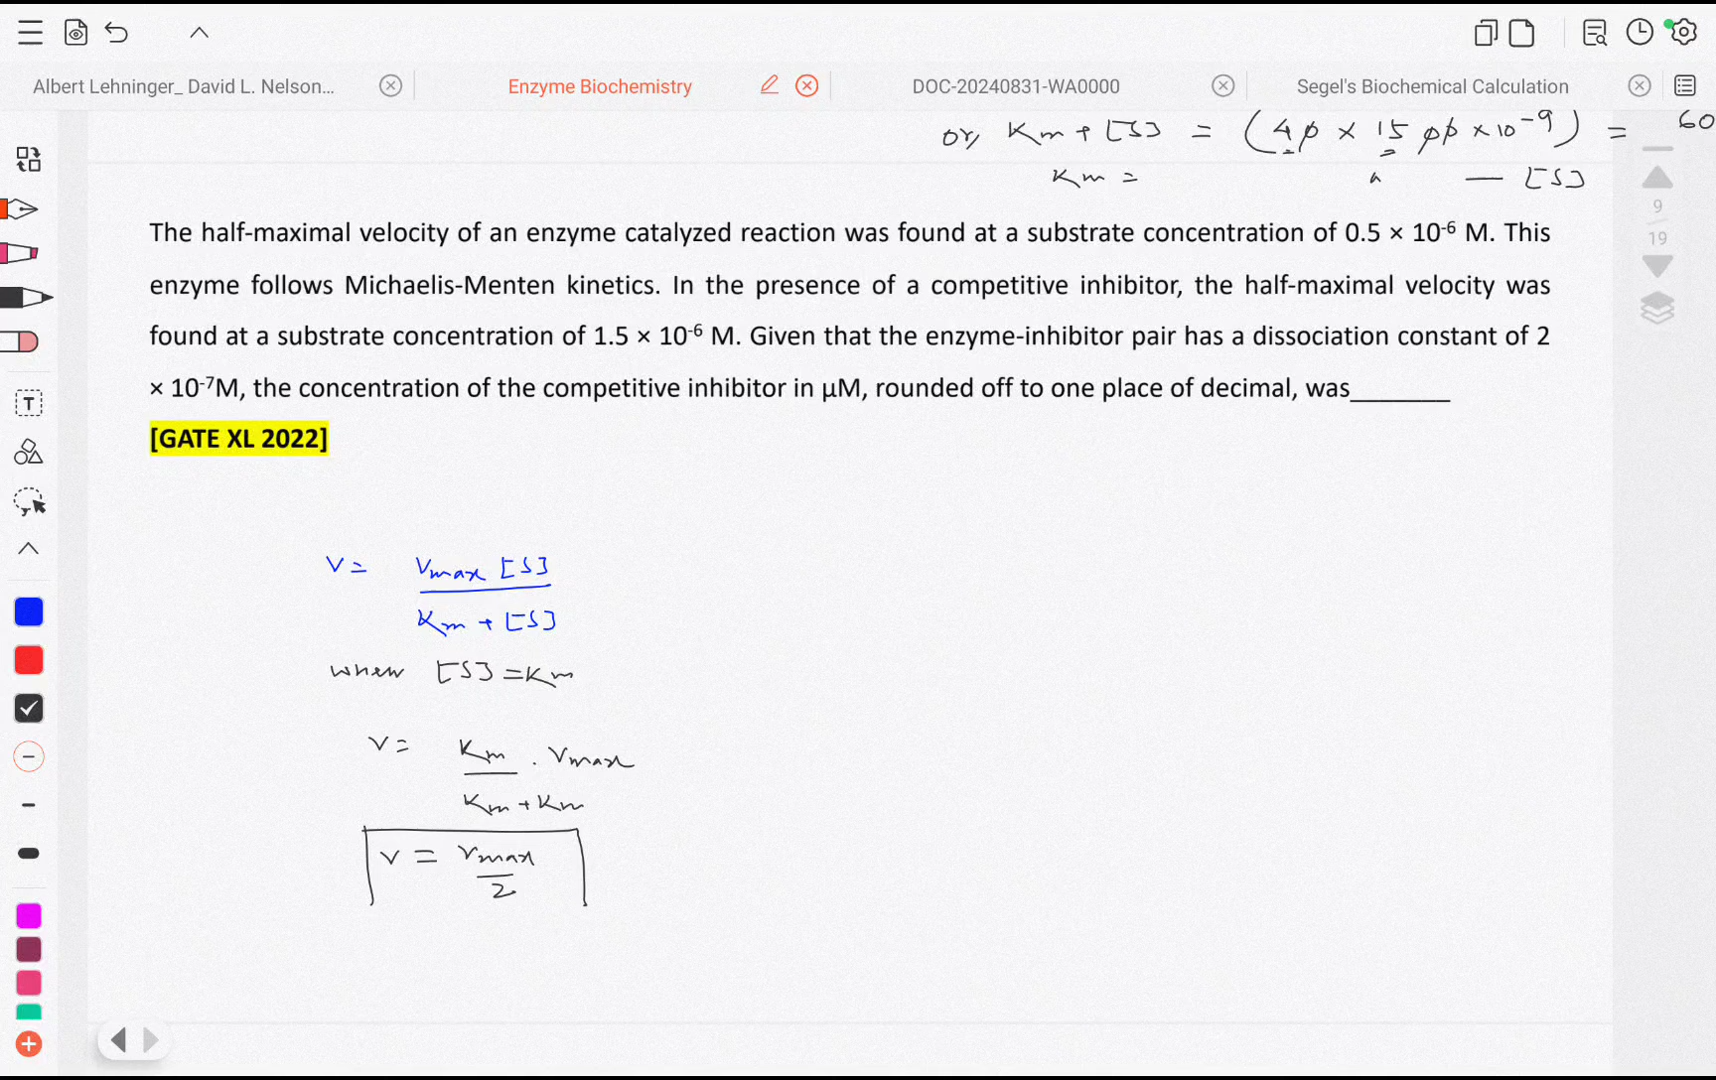 Albert Lehninger_ David L. Nelson...
Enzyme Biochemistry
DOC-20240831-WA0000
Segel's Biochemical Calculation
or, Km + [S] = (40 × 15 00 × 10⁻⁹) = 60
Km = " — [S]
9
19
The half-maximal velocity of an enzyme catalyzed reaction was found at a substrate concentration of 0.5 × 10⁻⁶ M. This
enzyme follows Michaelis-Menten kinetics. In the presence of a competitive inhibitor, the half-maximal velocity was
found at a substrate concentration of 1.5 × 10⁻⁶ M. Given that the enzyme-inhibitor pair has a dissociation constant of 2
× 10⁻⁷M, the concentration of the competitive inhibitor in µM, rounded off to one place of decimal, was_______
[GATE XL 2022]
V = Vmax [S]
Km + [S]
when [S] = Km
V = Km . Vmax
Km + Km
V = Vmax
2
T